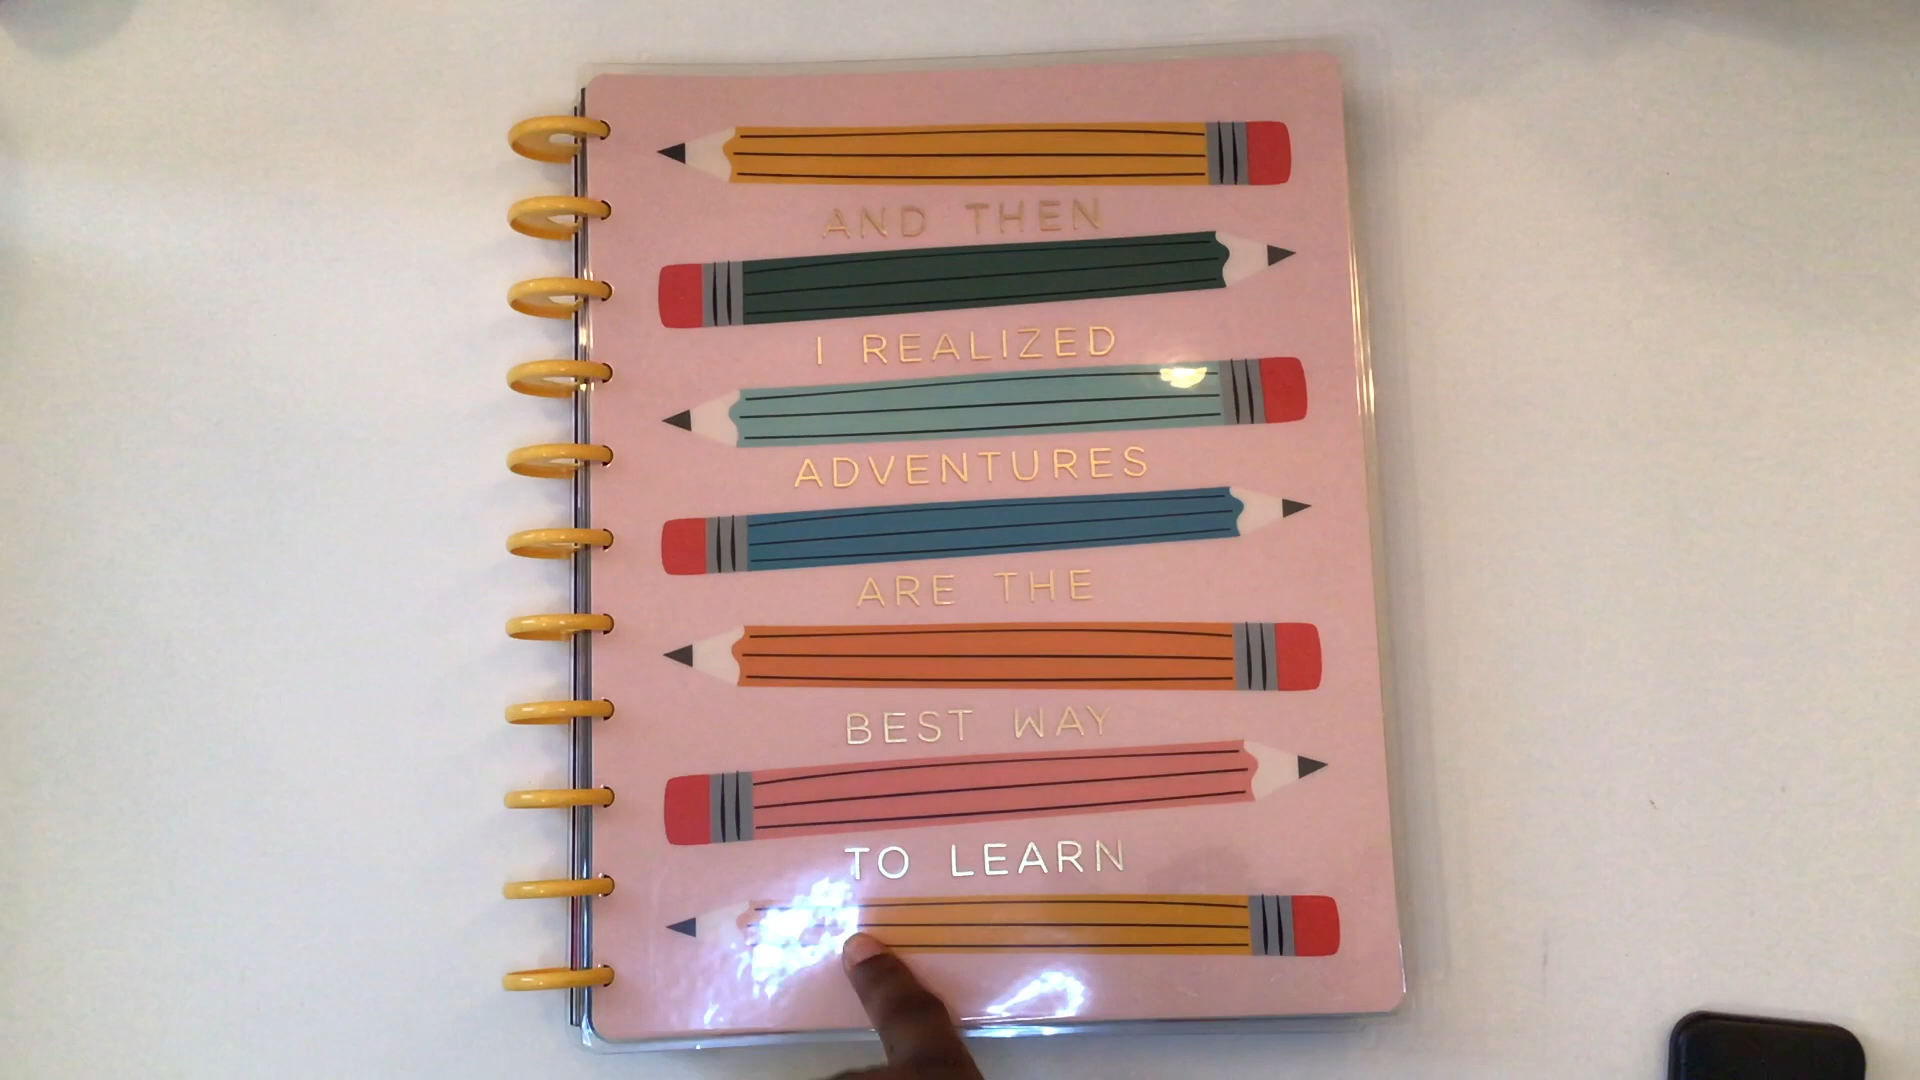 AND THEN
I REALIZED
ADVENTURES
ARE THE
BEST WAY
TO LEARN